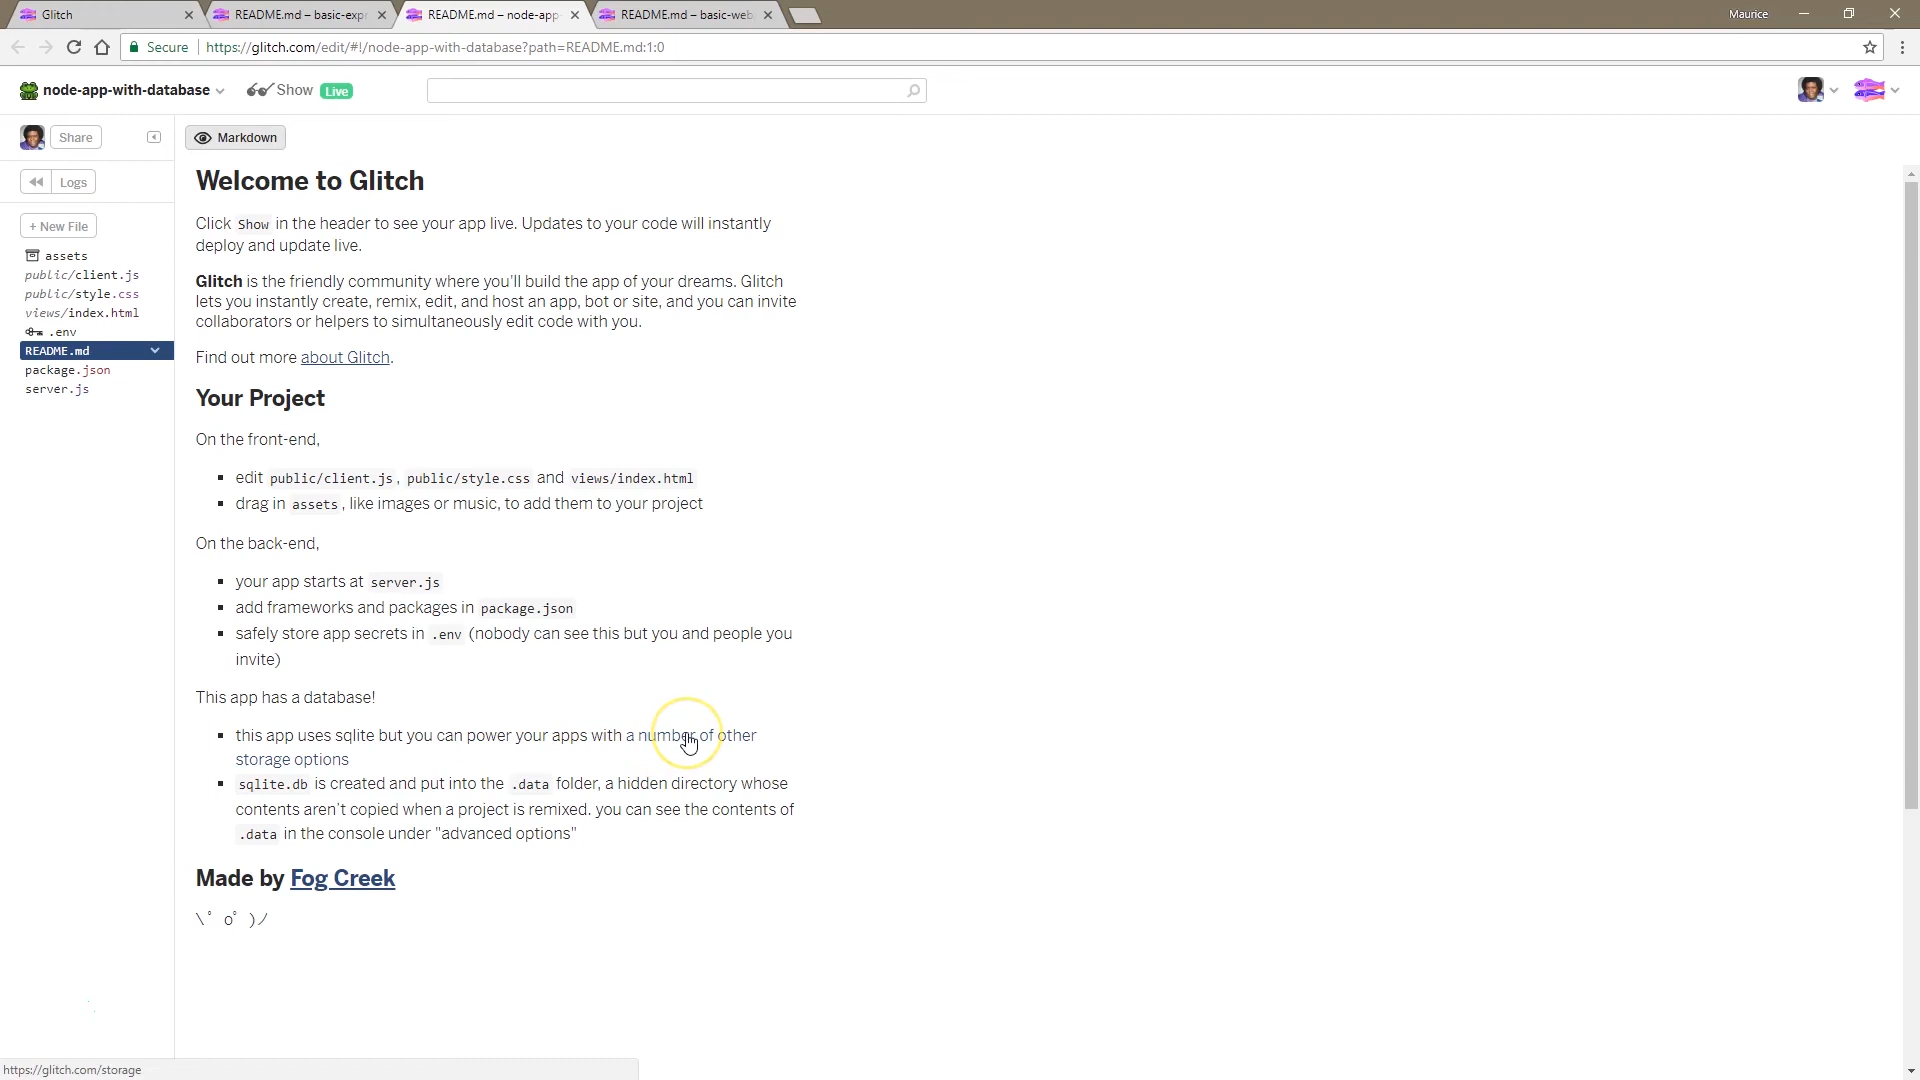 Glitch
README.md – basic-exp
README.md – node-app-
README.md – basic-web
Maurice
Secure
https://glitch.com/edit/#!/node-app-with-database?path=README.md:1:0
node-app-with-database
Show
Live
Share
Markdown
Logs
+ New File
assets
public/client.js
public/style.css
views/index.html
.env
README.md
package.json
server.js
Welcome to Glitch
Click Show in the header to see your app live. Updates to your code will instantly
deploy and update live.
Glitch is the friendly community where you'll build the app of your dreams. Glitch
lets you instantly create, remix, edit, and host an app, bot or site, and you can invite
collaborators or helpers to simultaneously edit code with you.
Find out more about Glitch.
Your Project
On the front-end,
edit public/client.js, public/style.css and views/index.html
drag in assets, like images or music, to add them to your project
On the back-end,
your app starts at server.js
add frameworks and packages in package.json
safely store app secrets in .env (nobody can see this but you and people you
invite)
This app has a database!
this app uses sqlite but you can power your apps with a number of other
storage options
sqlite.db is created and put into the .data folder, a hidden directory whose
contents aren't copied when a project is remixed. you can see the contents of
.data in the console under "advanced options"
Made by Fog Creek
\ ゜ o゜ )ノ
https://glitch.com/storage